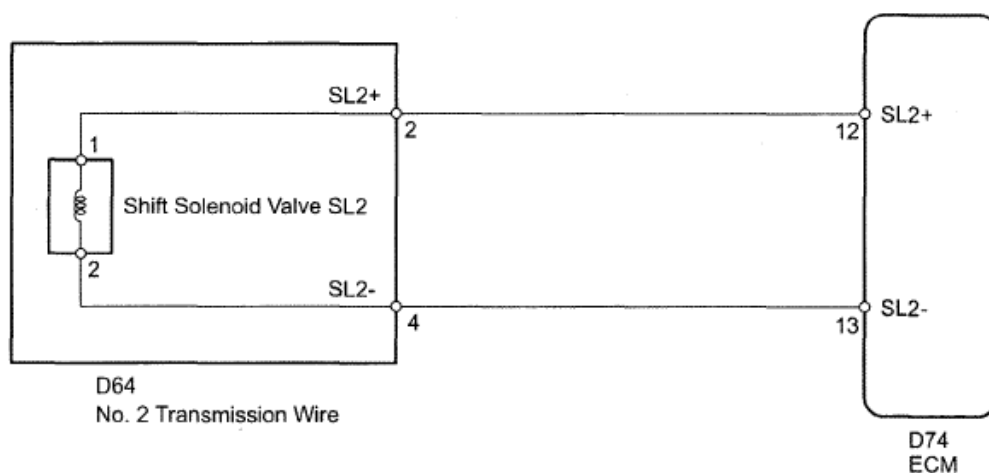 SL2+
2
12
SL2+
1
Shift Solenoid Valve SL2
2
SL2-
4
13
SL2-
D64
No. 2 Transmission Wire
D74
ECM